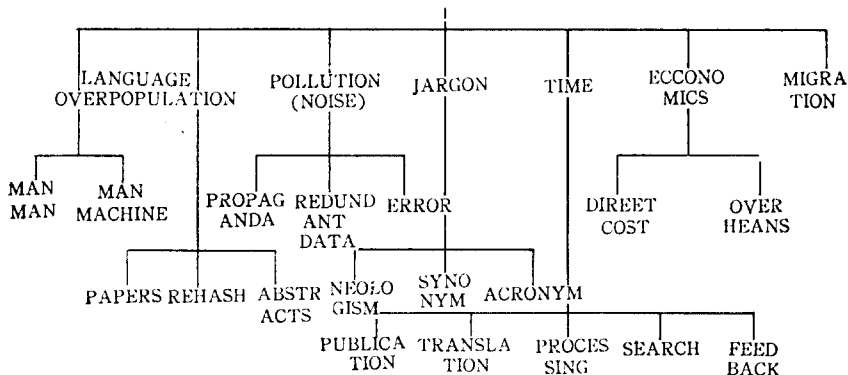 LANGUAGE
OVERPOPULATION
POLLUTION
(NOISE)
JARGON
TIME
ECCONO
MICS
MIGRA
TION
MAN
MAN
MAN
MACHINE
PROPAG
ANDA
REDUND
ANT
DATA
ERROR
DIREET
COST
OVER
HEANS
PAPERS
REHASH
ABSTR
ACTS
NEOLO
GISM
SYNO
NYM
ACRONYM
PUBLICA
TION
TRANSLA
TION
PROCES
SING
SEARCH
FEED
BACK